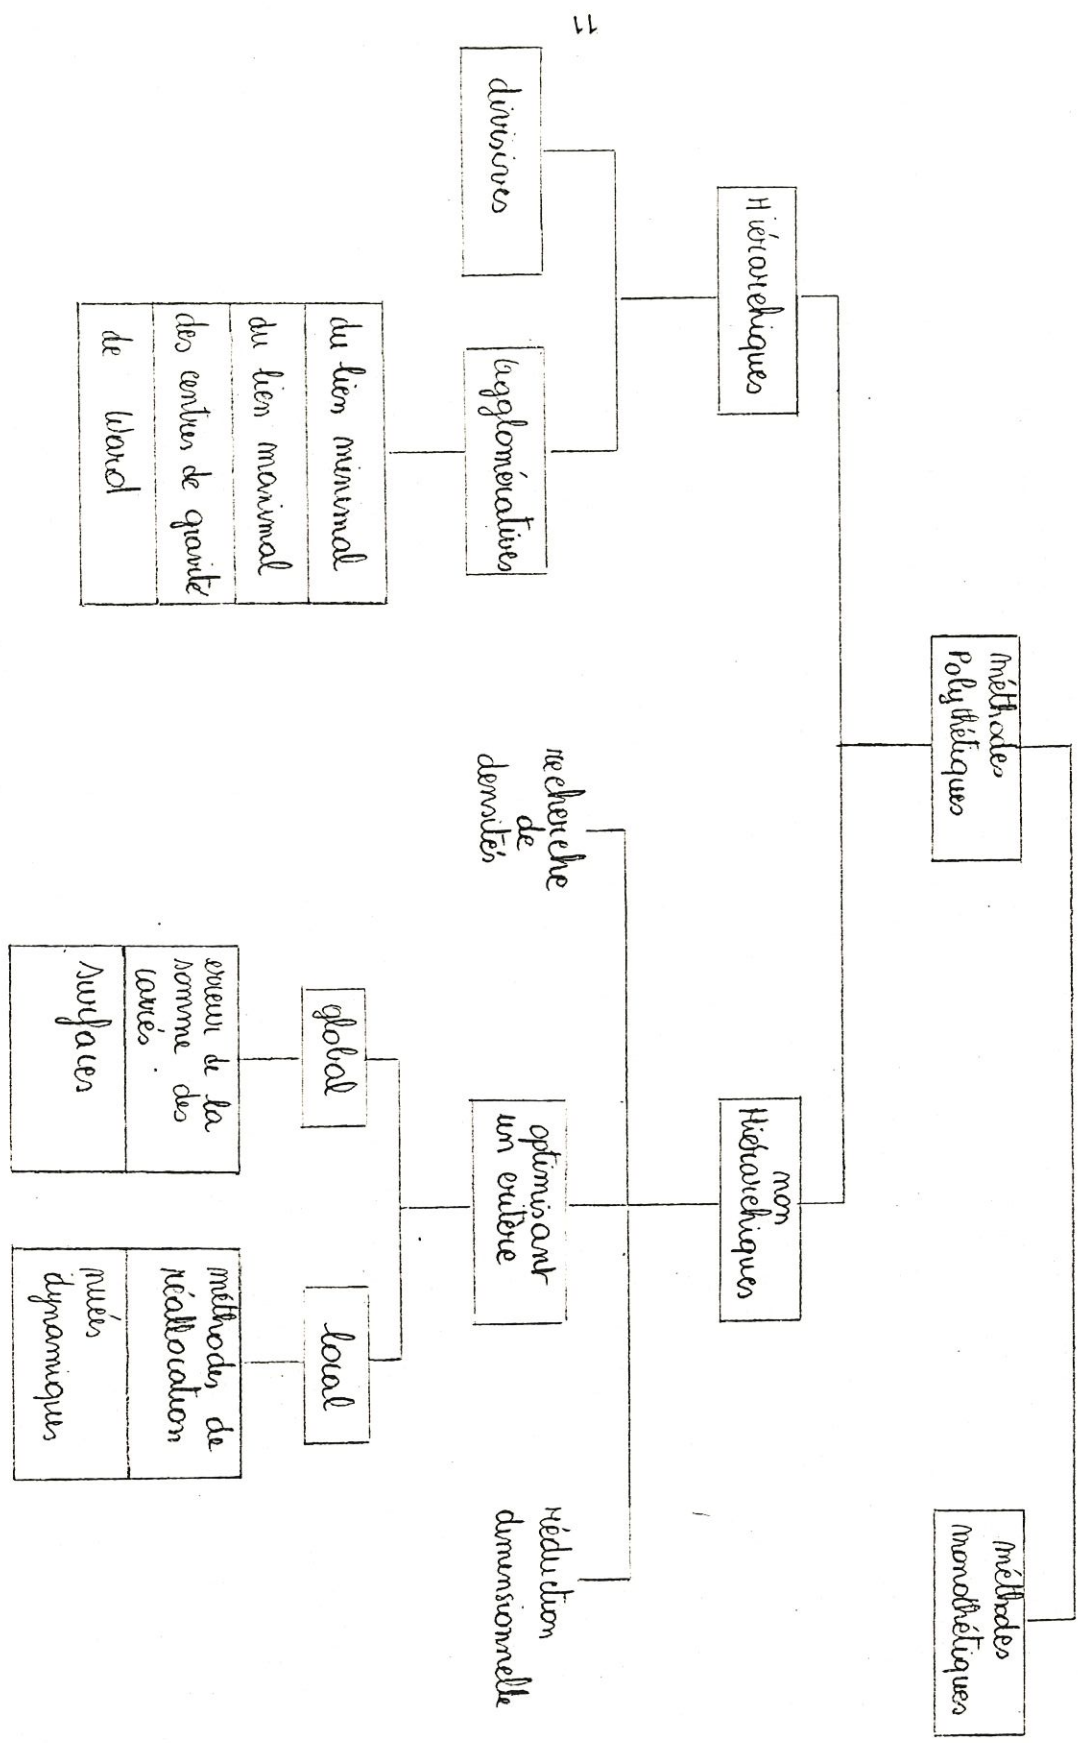 méthodes
Polythétiques
méthodes
monothétiques
Hiérarchiques
non
Hiérarchiques
divisives
Agglomératives
recherche
de
densités
optimisant
un critère
réduction
dimensionnelle
du lien minimal
du lien maximal
des centres de gravité
de Ward
global
local
erreur de la
somme des
carrés.
surfaces
méthodes de
réallocation
nuées
dynamiques
11